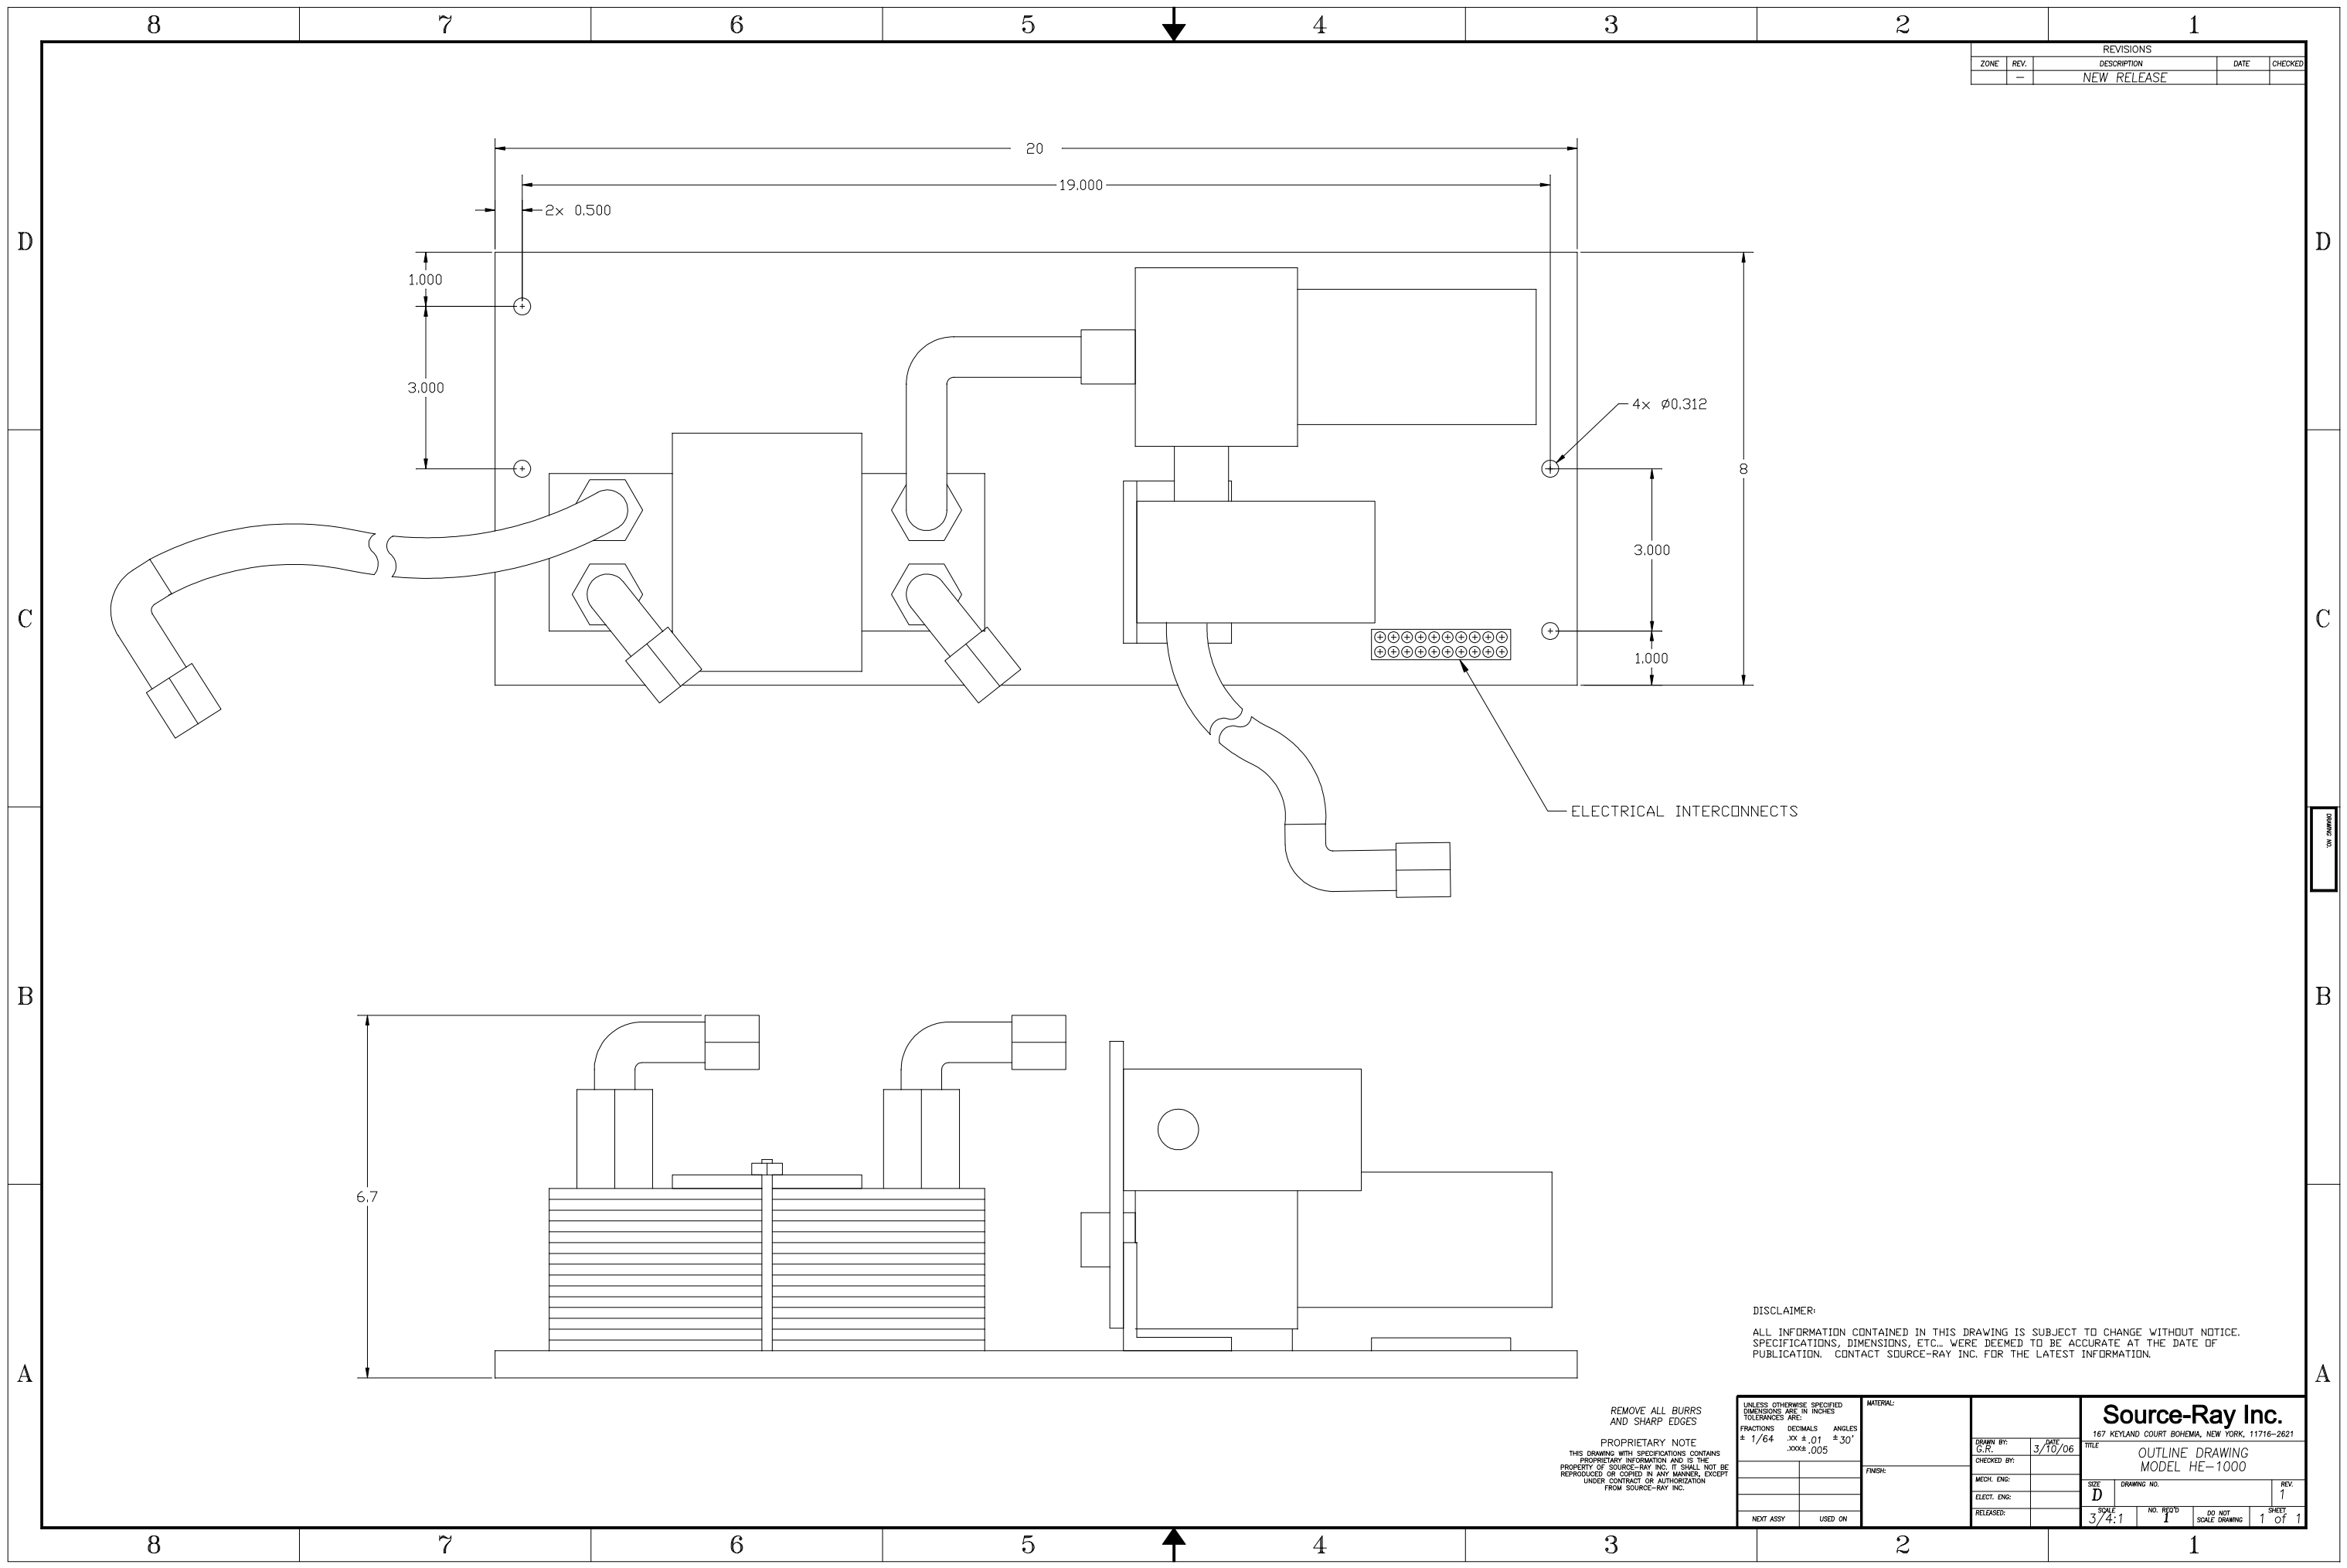 8 7 6 5 4 3 2 1
REVISIONS
ZONE REV. DESCRIPTION DATE CHECKED
– NEW RELEASE
20
19.000
2x 0.500
D D
1.000
3.000
4x Ø0.312
8
3.000
C C
1.000
ELECTRICAL INTERCONNECTS
DRAWING NO.
B B
6.7
DISCLAIMER:
ALL INFORMATION CONTAINED IN THIS DRAWING IS SUBJECT TO CHANGE WITHOUT NOTICE.
SPECIFICATIONS, DIMENSIONS, ETC... WERE DEEMED TO BE ACCURATE AT THE DATE OF
PUBLICATION. CONTACT SOURCE-RAY INC. FOR THE LATEST INFORMATION.
A A
REMOVE ALL BURRS
AND SHARP EDGES
PROPRIETARY NOTE
THIS DRAWING WITH SPECIFICATIONS CONTAINS
PROPRIETARY INFORMATION AND IS THE
PROPERTY OF SOURCE-RAY INC. IT SHALL NOT BE
REPRODUCED OR COPIED IN ANY MANNER, EXCEPT
UNDER CONTRACT OR AUTHORIZATION
FROM SOURCE-RAY INC.
UNLESS OTHERWISE SPECIFIED
DIMENSIONS ARE IN INCHES
TOLERANCES ARE:
FRACTIONS DECIMALS ANGLES
± 1/64 .XX ± .01 ± 30'
.XXX± .005
NEXT ASSY USED ON
MATERIAL:
FINISH:
DRAWN BY: DATE
G.R. 3/10/06
CHECKED BY:
MECH. ENG:
ELECT. ENG:
RELEASED:
Source-Ray Inc.
167 KEYLAND COURT BOHEMIA, NEW YORK, 11716-2621
TITLE
OUTLINE DRAWING
MODEL HE-1000
SIZE DRAWING NO. REV.
D 1
SCALE NO. REQ'D DO NOT SHEET
3/4:1 1 SCALE DRAWING 1 of 1
8 7 6 5 4 3 2 1